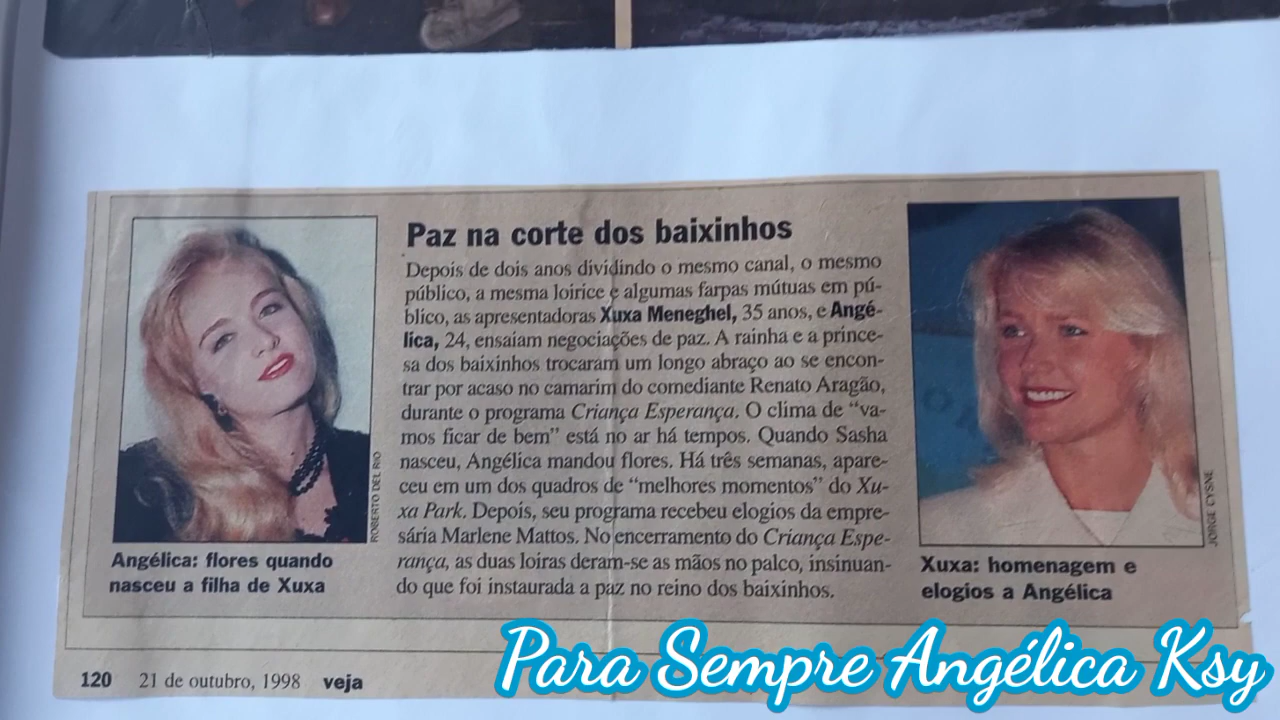 Paz na corte dos baixinhos
Depois de dois anos dividindo o mesmo canal, o mesmo
público, a mesma loirice e algumas farpas mútuas em pú-
blico, as apresentadoras Xuxa Meneghel, 35 anos, e Angé-
lica, 24, ensaiam negociações de paz. A rainha e a prince-
sa dos baixinhos trocaram um longo abraço ao se encon-
trar por acaso no camarim do comediante Renato Aragão,
durante o programa Criança Esperança. O clima de “va-
mos ficar de bem” está no ar há tempos. Quando Sasha
nasceu, Angélica mandou flores. Há três semanas, apare-
ceu em um dos quadros de “melhores momentos” do Xu-
xa Park. Depois, seu programa recebeu elogios da empre-
sária Marlene Mattos. No encerramento do Criança Espe-
rança, as duas loiras deram-se as mãos no palco, insinuan-
do que foi instaurada a paz no reino dos baixinhos.
ROBERTO DEL RIO
Angélica: flores quando
nasceu a filha de Xuxa
JORGE CYSNE
Xuxa: homenagem e
elogios a Angélica
120 21 de outubro, 1998 veja
Para Sempre Angélica Ksy